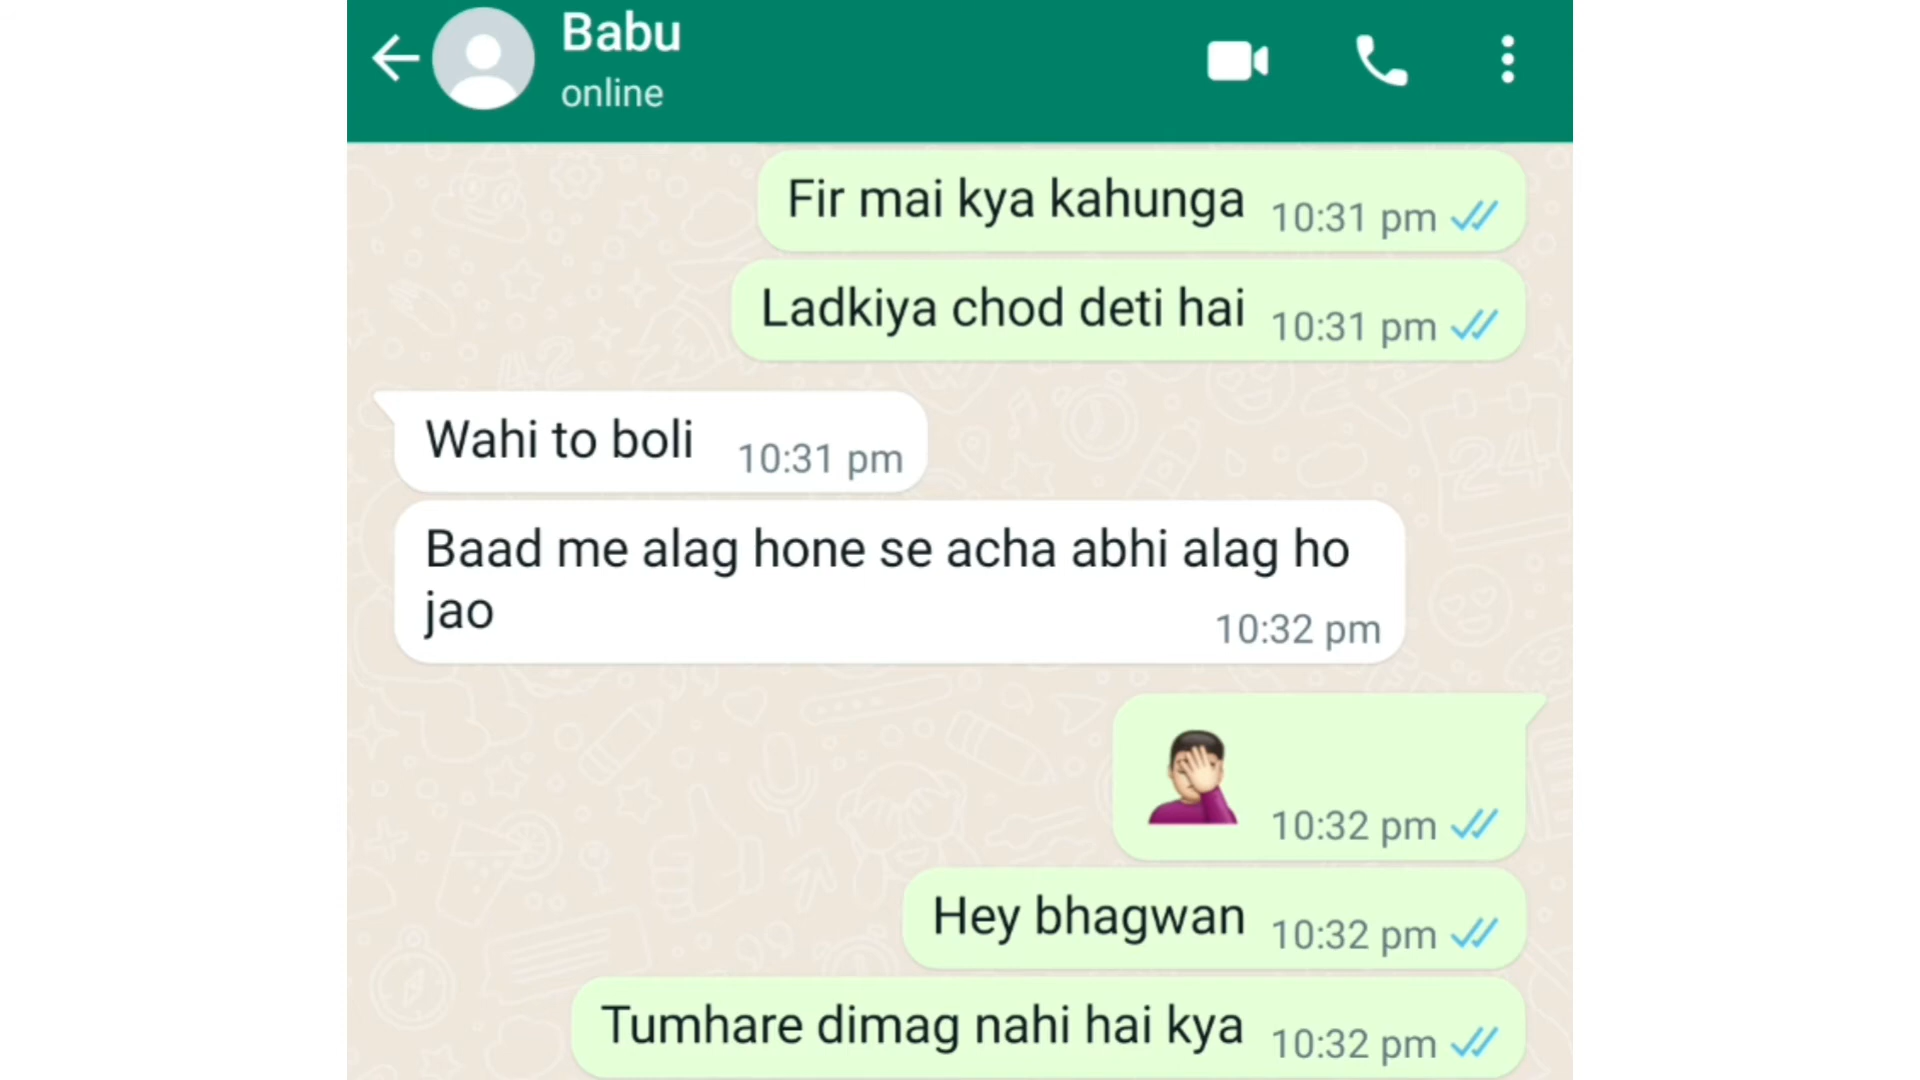 Babu
online
Fir mai kya kahunga 10:31 pm
Ladkiya chod deti hai 10:31 pm
Wahi to boli 10:31 pm
Baad me alag hone se acha abhi alag ho
jao 10:32 pm
10:32 pm
Hey bhagwan 10:32 pm
Tumhare dimag nahi hai kya 10:32 pm